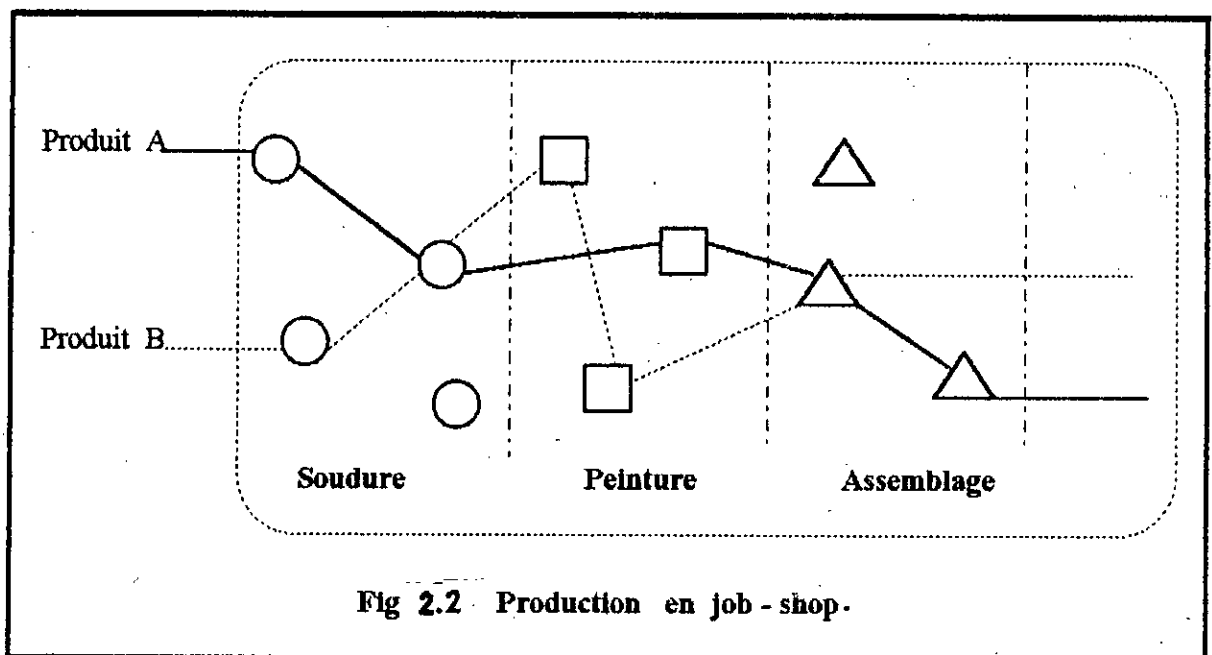 Produit A
Produit B
Soudure Peinture Assemblage
Fig 2.2 Production en job - shop.